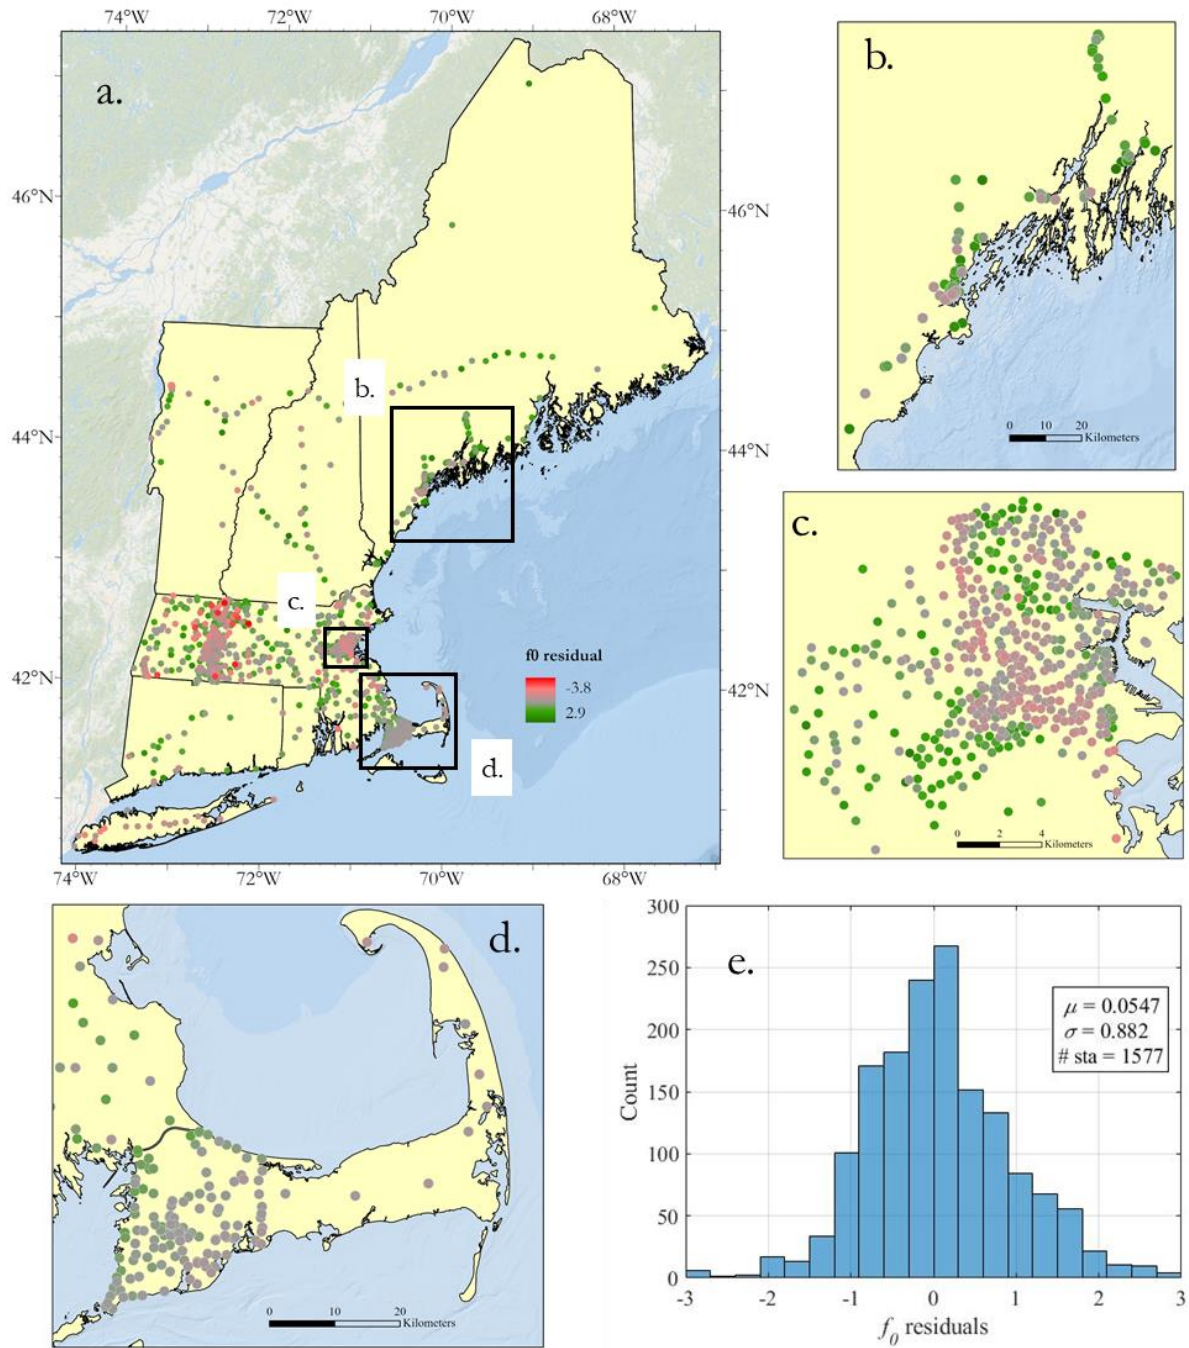 74°W 72°W 70°W 68°W
a.
46°N 46°N
b.
44°N 44°N
c.
f0 residual
-3.8
2.9
42°N 42°N
d.
74°W 72°W 70°W 68°W
b.
0 10 20
Kilometers
c.
0 2 4
Kilometers
d.
0 10 20
Kilometers
e.
300
250
200
150
100
50
0
Count
μ = 0.0547
σ = 0.882
# sta = 1577
-3 -2 -1 0 1 2 3
f0 residuals